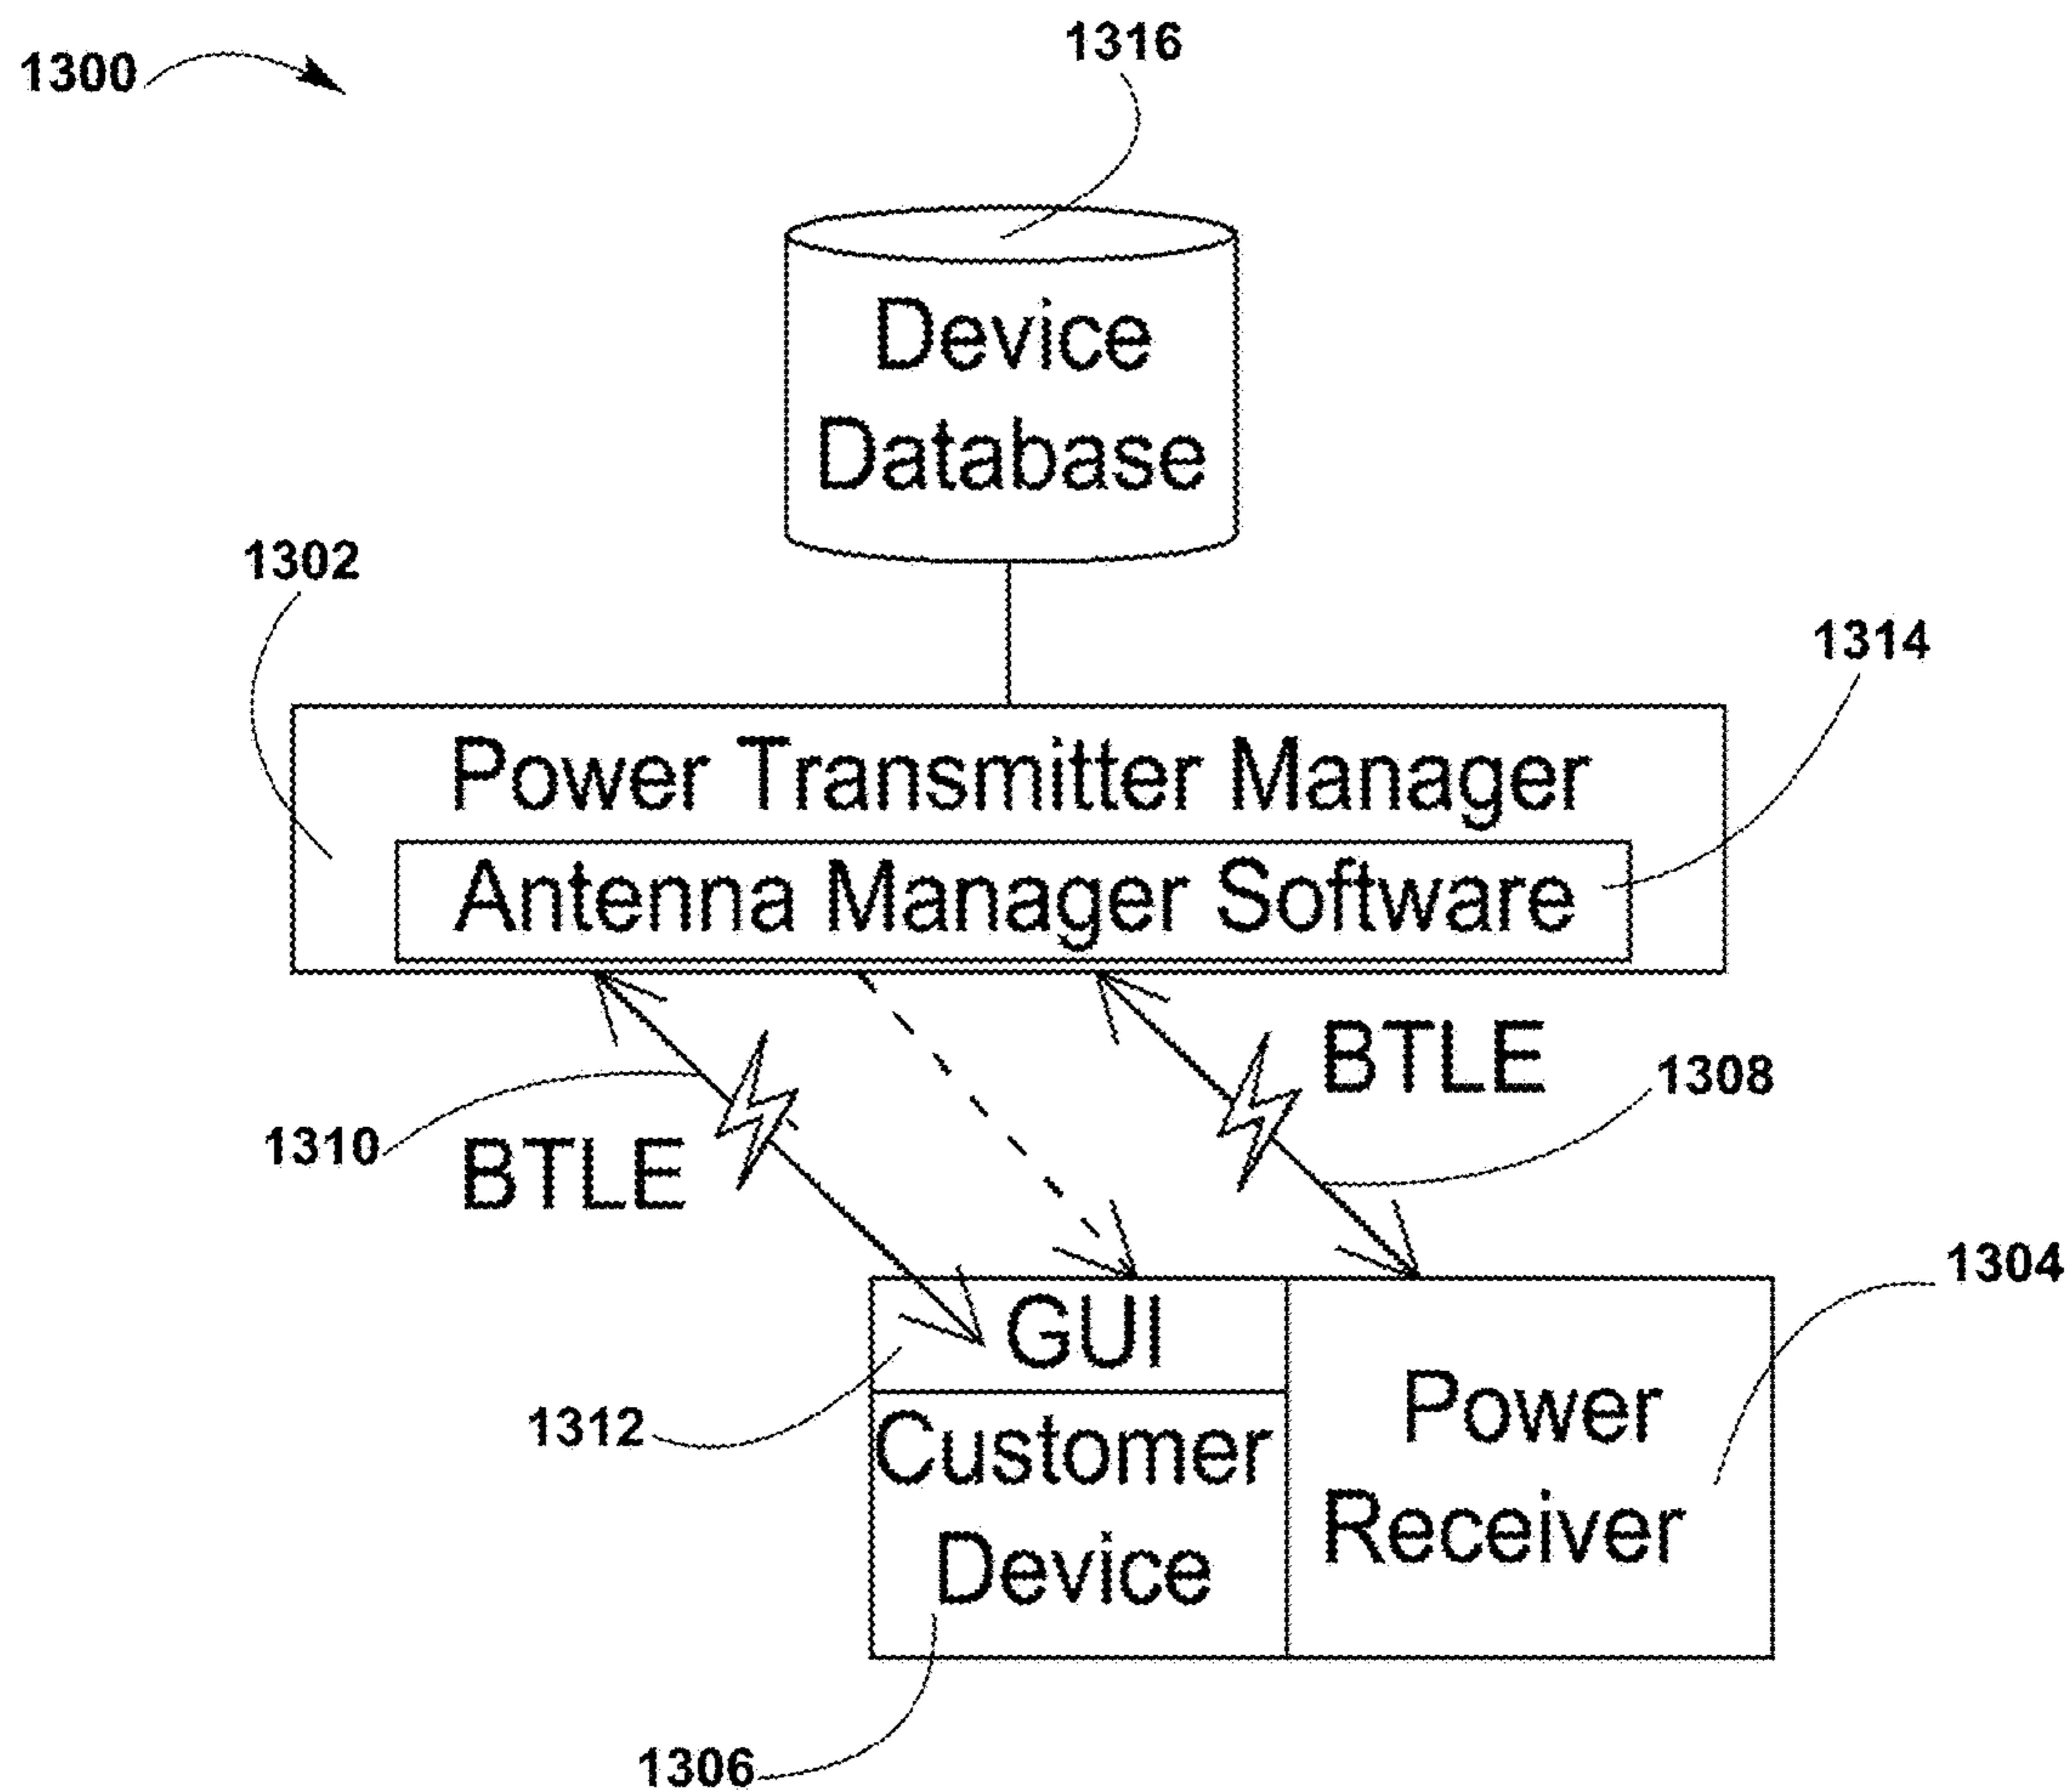 1316
1300
Device
Database
1302
1314
Power Transmitter Manager
Antenna Manager Software
BTLE
1308
1310
BTLE
1304
GUI
1312
Customer
Device
Power
Receiver
1306